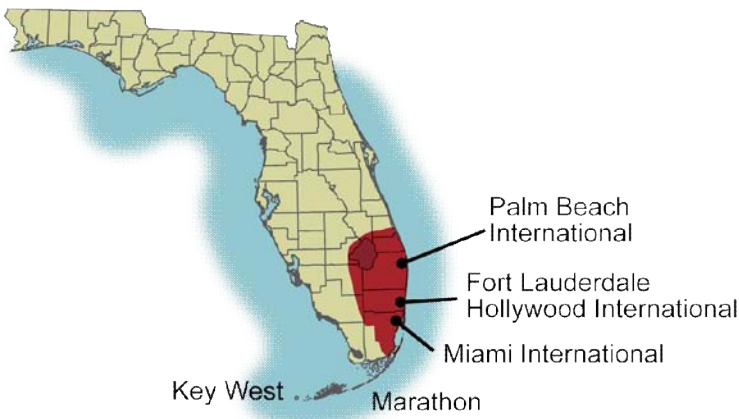 Palm Beach
International
Fort Lauderdale
Hollywood International
Miami International
Key West
Marathon